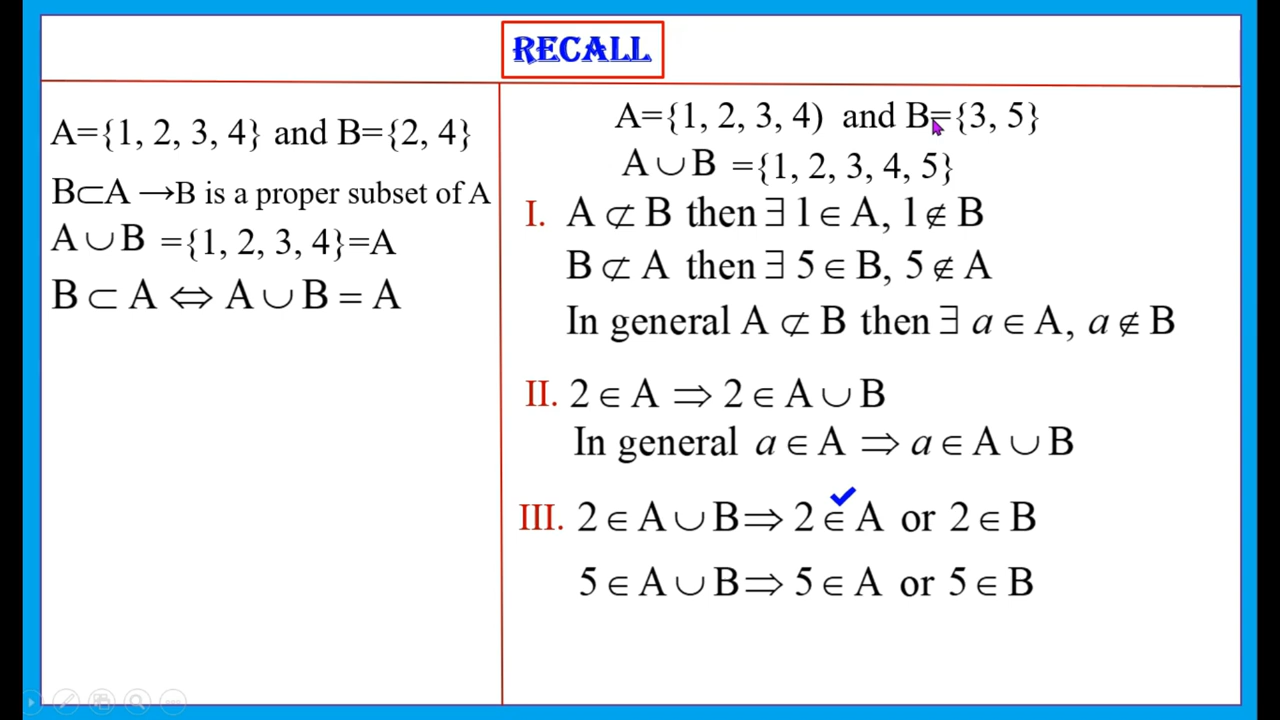 RECALL
A={1, 2, 3, 4} and B={2, 4}
B⊂A →B is a proper subset of A
A ∪ B ={1, 2, 3, 4}=A
B ⊂ A ⇔ A ∪ B = A
A={1, 2, 3, 4) and B={3, 5}
A ∪ B ={1, 2, 3, 4, 5}
I. A ⊄ B then ∃ 1 ∈ A, 1 ∉ B
B ⊄ A then ∃ 5 ∈ B, 5 ∉ A
In general A ⊄ B then ∃ a ∈ A, a ∉ B
II. 2 ∈ A ⇒ 2 ∈ A ∪ B
In general a ∈ A ⇒ a ∈ A ∪ B
III. 2 ∈ A ∪ B ⇒ 2 ∈ A or 2 ∈ B
5 ∈ A ∪ B ⇒ 5 ∈ A or 5 ∈ B